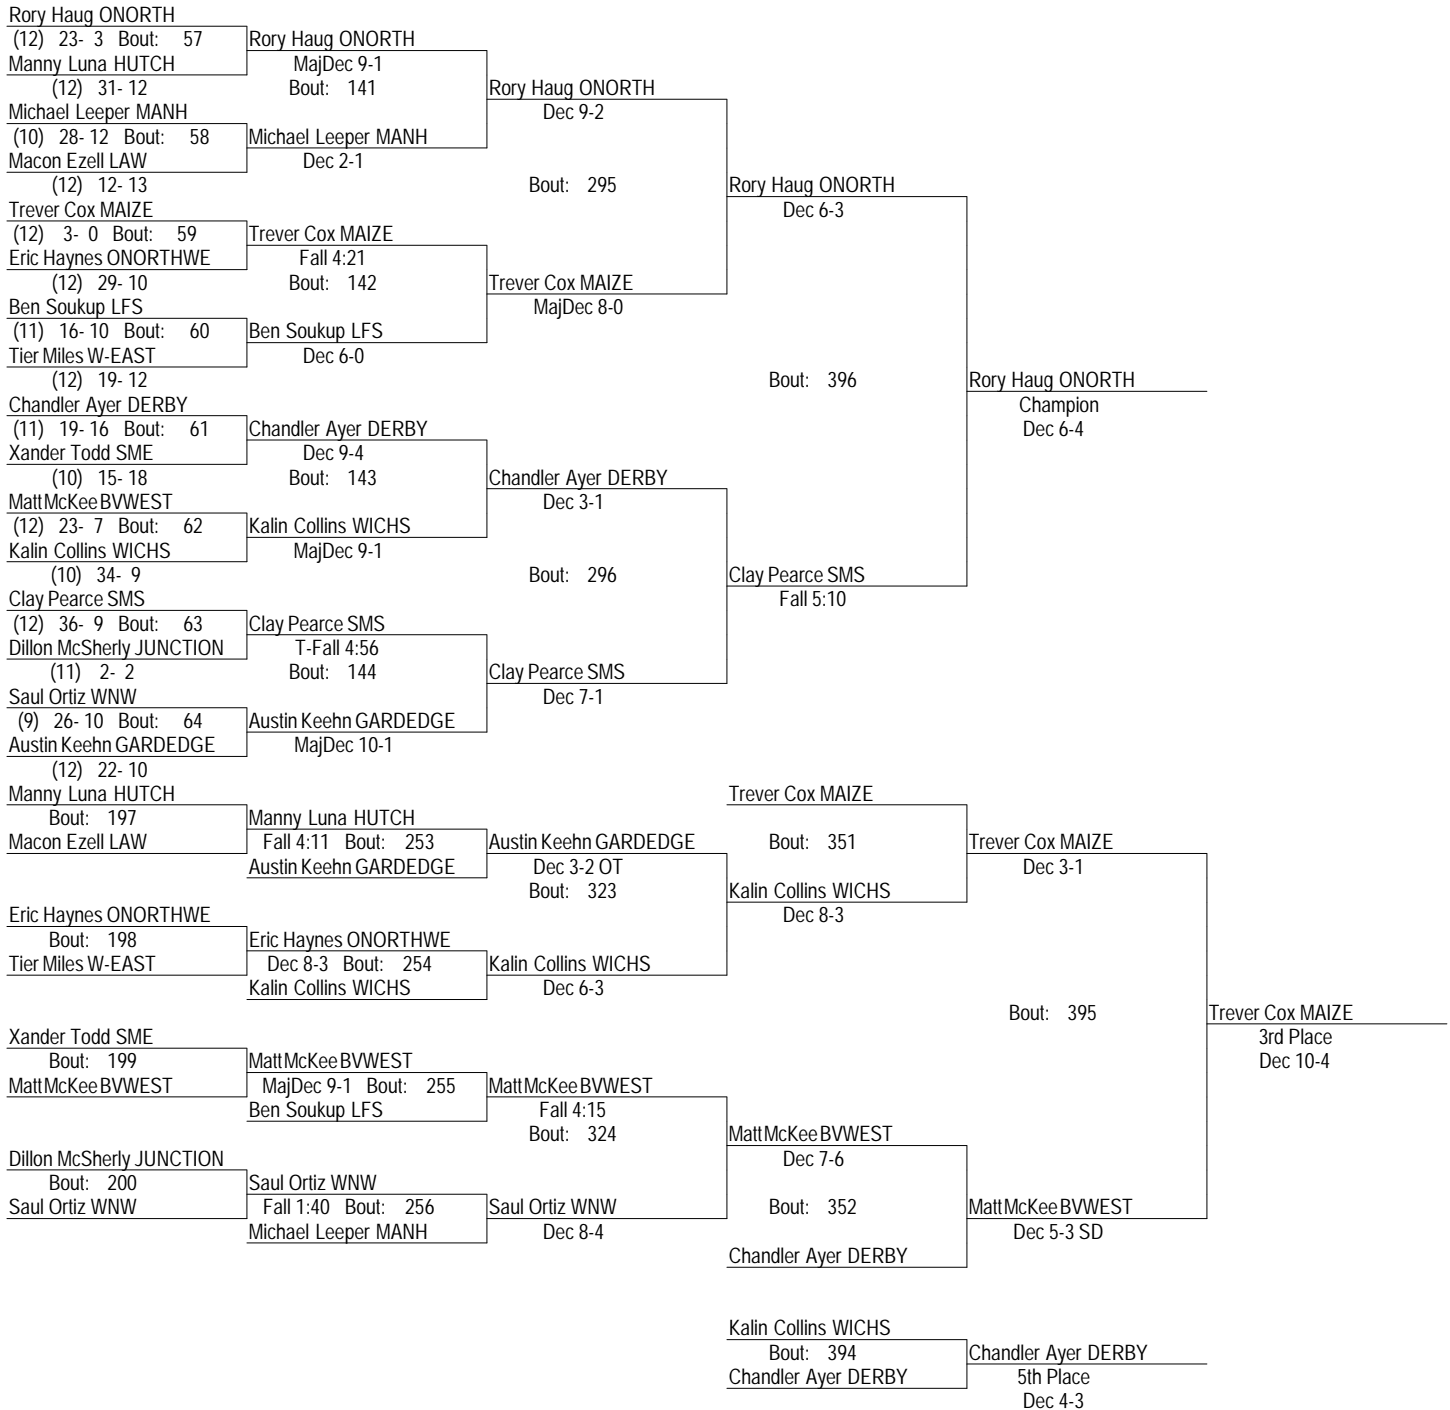 Rory Haug ONORTH
(12) 23- 3 Bout: 57
Manny Luna HUTCH
(12) 31- 12
Michael Leeper MANH
(10) 28- 12 Bout: 58
Macon Ezell LAW
(12) 12- 13
Trever Cox MAIZE
(12) 3- 0 Bout: 59
Eric Haynes ONORTHWE
(12) 29- 10
Ben Soukup LFS
(11) 16- 10 Bout: 60
Tier Miles W-EAST
(12) 19- 12
Chandler Ayer DERBY
(11) 19- 16 Bout: 61
Xander Todd SME
(10) 15- 18
Matt McKee BVWEST
(12) 23- 7 Bout: 62
Kalin Collins WICHS
(10) 34- 9
Clay Pearce SMS
(12) 36- 9 Bout: 63
Dillon McSherly JUNCTION
(11) 2- 2
Saul Ortiz WNW
(9) 26- 10 Bout: 64
Austin Keehn GARDEDGE
(12) 22- 10
Rory Haug ONORTH
MajDec 9-1
Bout: 141
Michael Leeper MANH
Dec 2-1
Trever Cox MAIZE
Fall 4:21
Bout: 142
Ben Soukup LFS
Dec 6-0
Chandler Ayer DERBY
Dec 9-4
Bout: 143
Kalin Collins WICHS
MajDec 9-1
Clay Pearce SMS
T-Fall 4:56
Bout: 144
Austin Keehn GARDEDGE
MajDec 10-1
Rory Haug ONORTH
Dec 9-2
Bout: 295
Trever Cox MAIZE
MajDec 8-0
Chandler Ayer DERBY
Dec 3-1
Bout: 296
Clay Pearce SMS
Dec 7-1
Rory Haug ONORTH
Dec 6-3
Bout: 396
Clay Pearce SMS
Fall 5:10
Rory Haug ONORTH
Champion
Dec 6-4
Manny Luna HUTCH
Bout: 197
Macon Ezell LAW
Eric Haynes ONORTHWE
Bout: 198
Tier Miles W-EAST
Xander Todd SME
Bout: 199
Matt McKee BVWEST
Dillon McSherly JUNCTION
Bout: 200
Saul Ortiz WNW
Manny Luna HUTCH
Fall 4:11 Bout: 253
Austin Keehn GARDEDGE
Eric Haynes ONORTHWE
Dec 8-3 Bout: 254
Kalin Collins WICHS
Matt McKee BVWEST
MajDec 9-1 Bout: 255
Ben Soukup LFS
Saul Ortiz WNW
Fall 1:40 Bout: 256
Michael Leeper MANH
Austin Keehn GARDEDGE
Dec 3-2 OT
Bout: 323
Kalin Collins WICHS
Dec 6-3
Matt McKee BVWEST
Fall 4:15
Bout: 324
Saul Ortiz WNW
Dec 8-4
Trever Cox MAIZE
Bout: 351
Kalin Collins WICHS
Dec 8-3
Matt McKee BVWEST
Dec 7-6
Bout: 352
Chandler Ayer DERBY
Trever Cox MAIZE
Dec 3-1
Bout: 395
Matt McKee BVWEST
Dec 5-3 SD
Trever Cox MAIZE
3rd Place
Dec 10-4
Kalin Collins WICHS
Bout: 394
Chandler Ayer DERBY
Chandler Ayer DERBY
5th Place
Dec 4-3